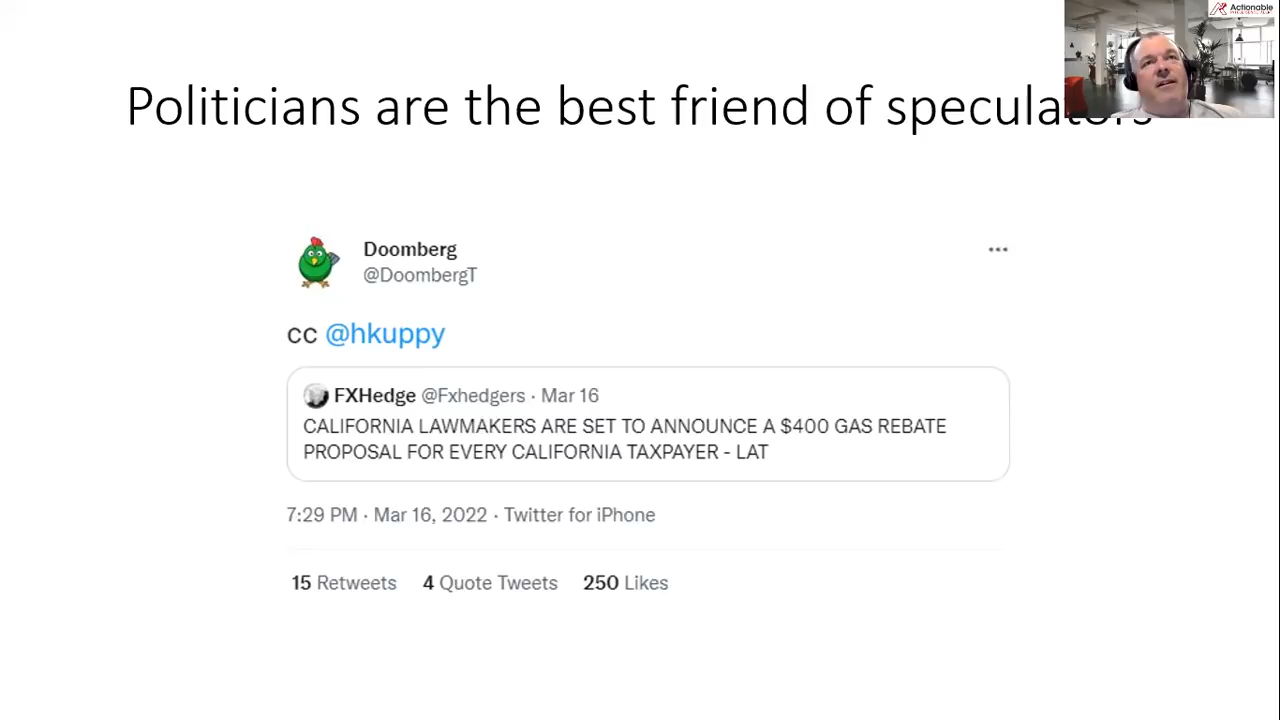 Actionable
Politicians are the best friend of speculators
Doomberg
@DoombergT
cc @hkuppy
FXHedge @Fxhedgers · Mar 16
CALIFORNIA LAWMAKERS ARE SET TO ANNOUNCE A $400 GAS REBATE
PROPOSAL FOR EVERY CALIFORNIA TAXPAYER - LAT
7:29 PM · Mar 16, 2022 · Twitter for iPhone
15 Retweets 4 Quote Tweets 250 Likes